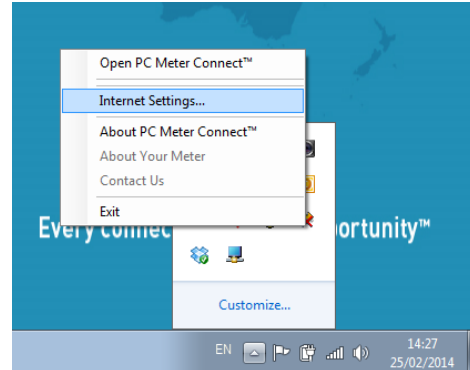 Open PC Meter Connect™
Internet Settings...
About PC Meter Connect™
About Your Meter
Contact Us
Exit
Every connec
ortunity™
Customize...
EN
14:27
25/02/2014